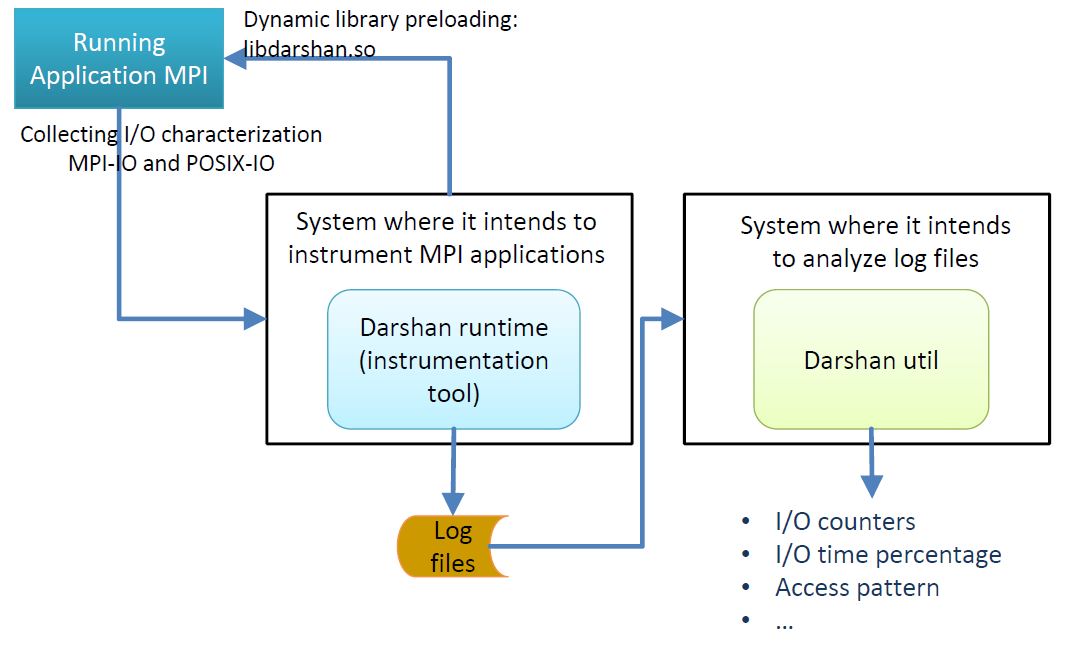 Dynamic library preloading:
libdarshan.so
Running
Application MPI
Collecting I/O characterization
MPI-IO and POSIX-IO
System where it intends to
instrument MPI applications
Darshan runtime
(instrumentation
tool)
Log
files
System where it intends
to analyze log files
Darshan util
• I/O counters
• I/O time percentage
• Access pattern
• ...